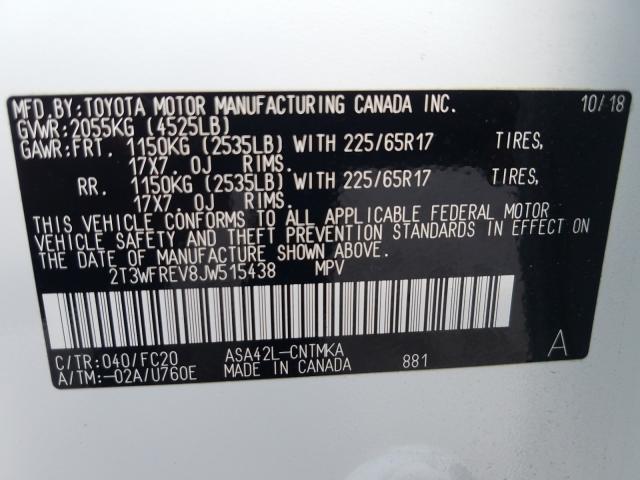 MFD.BY:TOYOTA MOTOR MANUFACTURING CANADA INC. 10/18
GVWR:2055KG (4525LB)
GAWR:FRT. 1150KG (2535LB) WITH 225/65R17 TIRES,
17X7. 0J RIMS.
RR. 1150KG (2535LB) WITH 225/65R17 TIRES,
17X7. 0J RIMS.
THIS VEHICLE CONFORMS TO ALL APPLICABLE FEDERAL MOTOR
VEHICLE SAFETY AND THEFT PREVENTION STANDARDS IN EFFECT ON
THE DATE OF MANUFACTURE SHOWN ABOVE.
2T3WFREV8JW515438 MPV
C/TR:040/FC20 ASA42L-CNTMKA 881 A
A/TM:-02A/U760E MADE IN CANADA